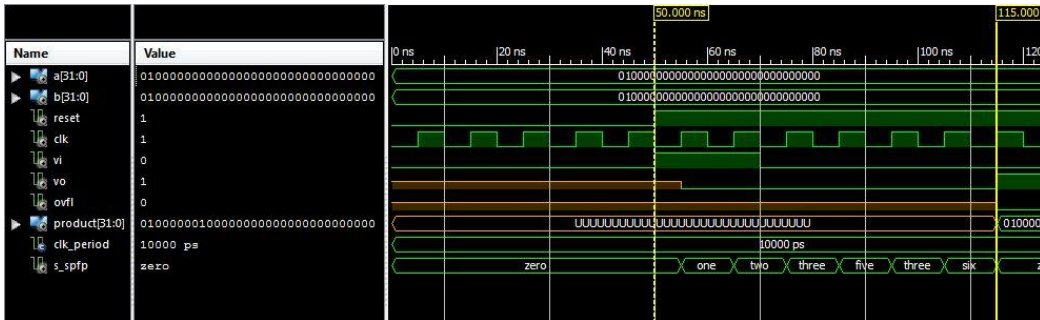 50.000 ns 115.000
Name Value 0 ns 20 ns 40 ns 60 ns 80 ns 100 ns 120
a[31:0] 01000000000000000000000000000000 01000000000000000000000000000000
b[31:0] 01000000000000000000000000000000 01000000000000000000000000000000
reset 1
clk 1
vi 0
vo 1
ovfl 0
product[31:0] 01000000100000000000000000000000 UUUUUUUUUUUUUUUUUUUUUUUUUUUUUUUU 010000
clk_period 10000 ps 10000 ps
s_spfp zero zero one two three five three six